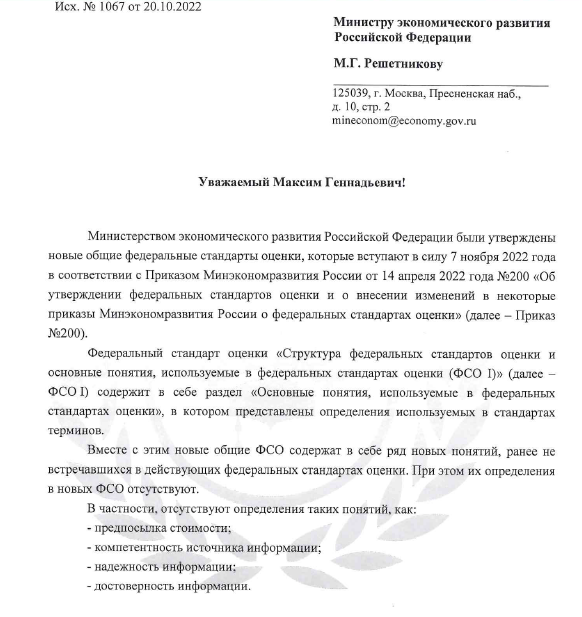 Исх. № 1067 от 20.10.2022
Министру экономического развития
Российской Федерации
М.Г. Решетникову
125039, г. Москва, Пресненская наб.,
д. 10, стр. 2
mineconom@economy.gov.ru
Уважаемый Максим Геннадьевич!
Министерством экономического развития Российской Федерации были утверждены
новые общие федеральные стандарты оценки, которые вступают в силу 7 ноября 2022 года
в соответствии с Приказом Минэкономразвития России от 14 апреля 2022 года №200 «Об
утверждении федеральных стандартов оценки и о внесении изменений в некоторые
приказы Минэкономразвития России о федеральных стандартах оценки» (далее – Приказ
№200).
Федеральный стандарт оценки «Структура федеральных стандартов оценки и
основные понятия, используемые в федеральных стандартах оценки (ФСО I)» (далее –
ФСО I) содержит в себе раздел «Основные понятия, используемые в федеральных
стандартах оценки», в котором представлены определения используемых в стандартах
терминов.
Вместе с этим новые общие ФСО содержат в себе ряд новых понятий, ранее не
встречавшихся в действующих федеральных стандартах оценки. При этом их определения
в новых ФСО отсутствуют.
В частности, отсутствуют определения таких понятий, как:
- предпосылка стоимости;
- компетентность источника информации;
- надежность информации;
- достоверность информации.